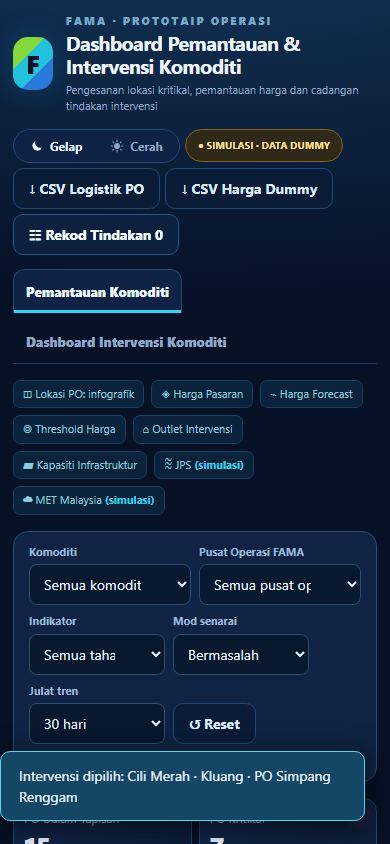 FAMA · PROTOTAIP OPERASI
F
Dashboard Pemantauan &
Intervensi Komoditi
Pengesanan lokasi kritikal, pemantauan harga dan cadangan
tindakan intervensi
Gelap
Cerah
● SIMULASI · DATA DUMMY
↓ CSV Logistik PO
↓ CSV Harga Dummy
☵ Rekod Tindakan 0
Pemantauan Komoditi
Dashboard Intervensi Komoditi
Lokasi PO: infografik
◈ Harga Pasaran
~ Harga Forecast
◎ Threshold Harga
⌂ Outlet Intervensi
▰ Kapasiti Infrastruktur
JPS (simulasi)
☁ MET Malaysia (simulasi)
Komoditi
Pusat Operasi FAMA
Semua komodit
Semua pusat op
Indikator
Mod senarai
Semua taha
Bermasalah
Julat tren
30 hari
↺ Reset
Intervensi dipilih: Cili Merah · Kluang · PO Simpang
Renggam